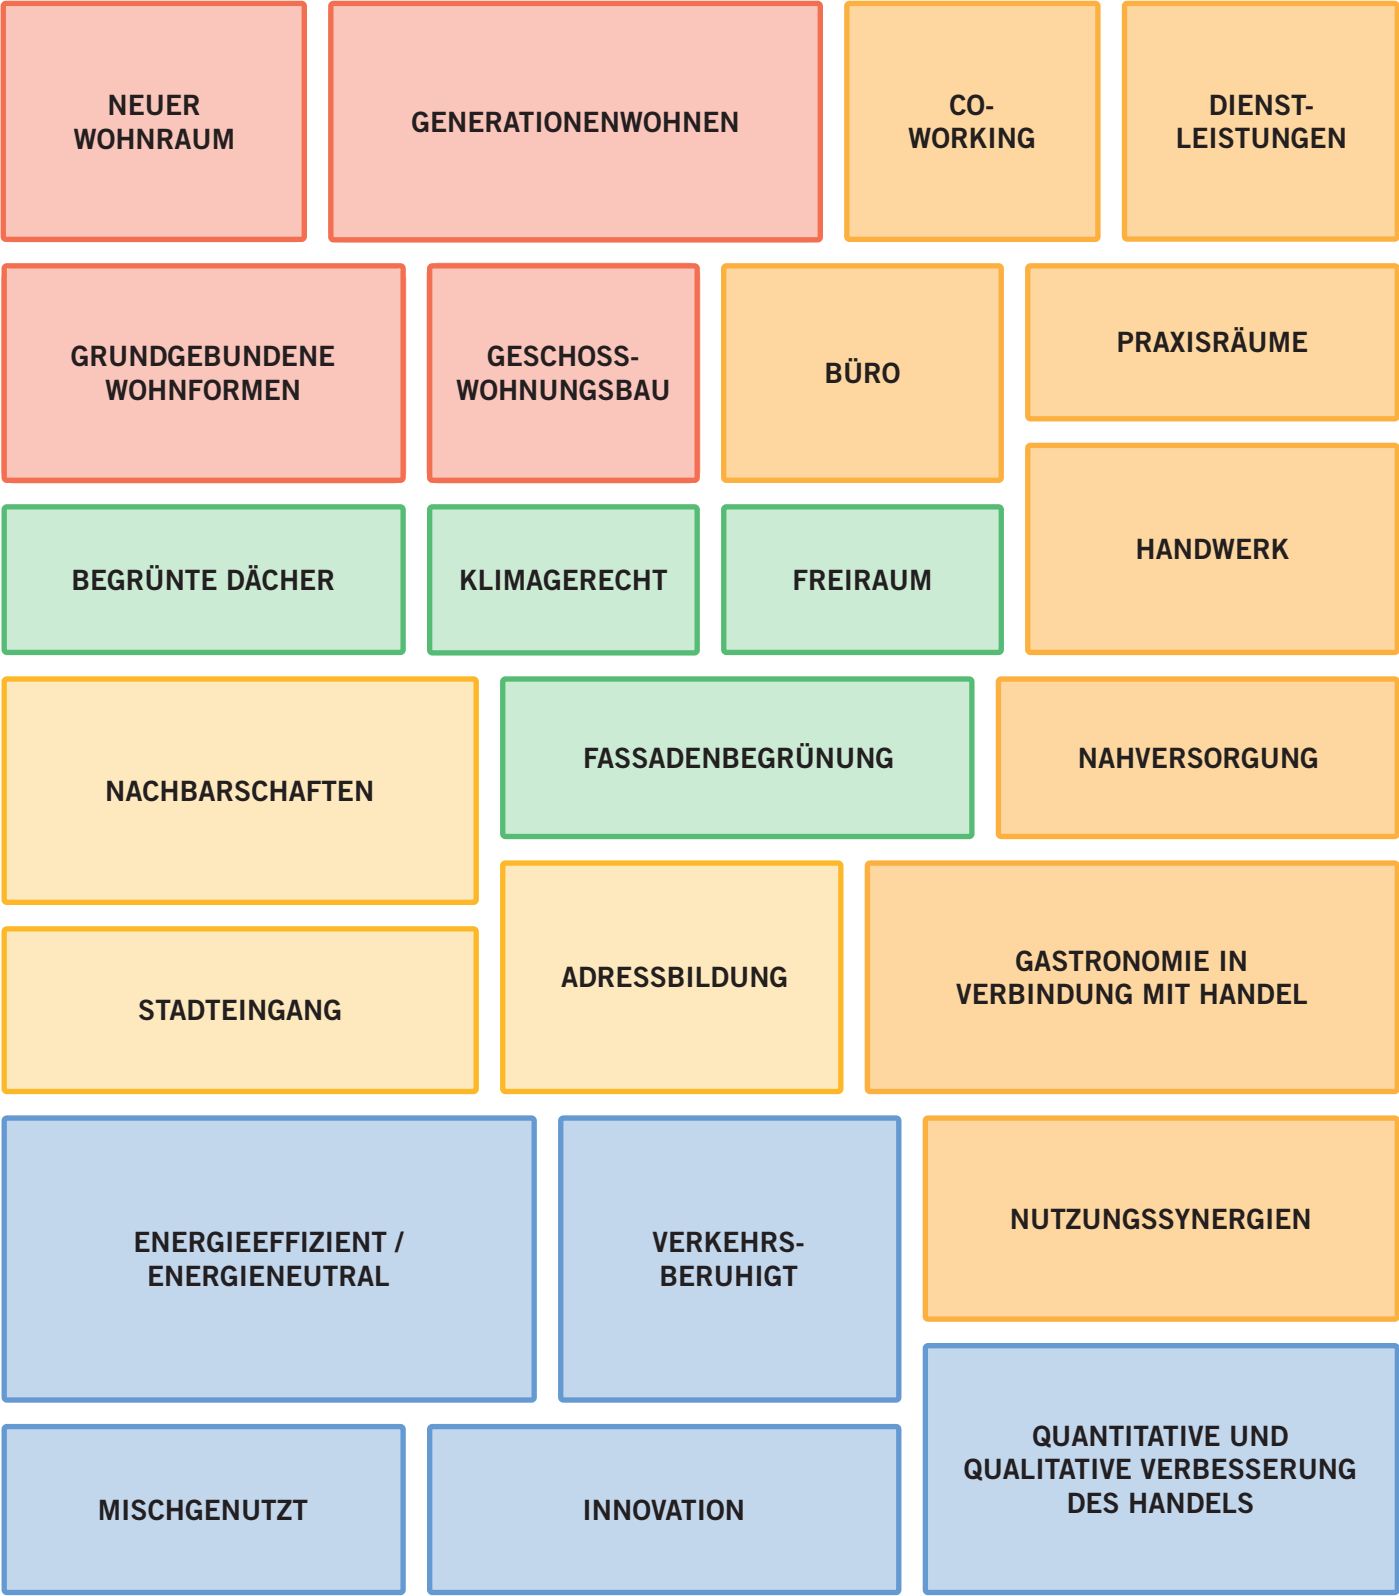 NEUER
WOHNRAUM
GENERATIONENWOHNEN
CO-
WORKING
DIENST-
LEISTUNGEN
GRUNDGEBUNDENE
WOHNFORMEN
GESCHOSS-
WOHNUNGSBAU
BÜRO
PRAXISRÄUME
HANDWERK
BEGRÜNTE DÄCHER
KLIMAGERECHT
FREIRAUM
NACHBARSCHAFTEN
FASSADENBEGRÜNUNG
NAHVERSORGUNG
STADTEINGANG
ADRESSBILDUNG
GASTRONOMIE IN
VERBINDUNG MIT HANDEL
ENERGIEEFFIZIENT /
ENERGIENEUTRAL
VERKEHRS-
BERUHIGT
NUTZUNGSSYNERGIEN
MISCHGENUTZT
INNOVATION
QUANTITATIVE UND
QUALITATIVE VERBESSERUNG
DES HANDELS